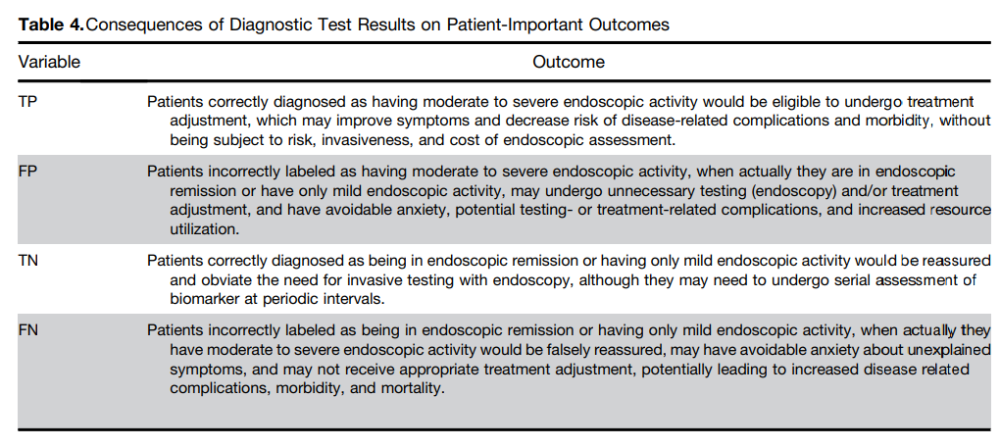 Table 4. Consequences of Diagnostic Test Results on Patient-Important Outcomes
Variable Outcome
TP Patients correctly diagnosed as having moderate to severe endoscopic activity would be eligible to undergo treatment
adjustment, which may improve symptoms and decrease risk of disease-related complications and morbidity, without
being subject to risk, invasiveness, and cost of endoscopic assessment.
FP Patients incorrectly labeled as having moderate to severe endoscopic activity, when actually they are in endoscopic
remission or have only mild endoscopic activity, may undergo unnecessary testing (endoscopy) and/or treatment
adjustment, and have avoidable anxiety, potential testing- or treatment-related complications, and increased resource
utilization.
TN Patients correctly diagnosed as being in endoscopic remission or having only mild endoscopic activity would be reassured
and obviate the need for invasive testing with endoscopy, although they may need to undergo serial assessment of
biomarker at periodic intervals.
FN Patients incorrectly labeled as being in endoscopic remission or having only mild endoscopic activity, when actually they
have moderate to severe endoscopic activity would be falsely reassured, may have avoidable anxiety about unexplained
symptoms, and may not receive appropriate treatment adjustment, potentially leading to increased disease related
complications, morbidity, and mortality.